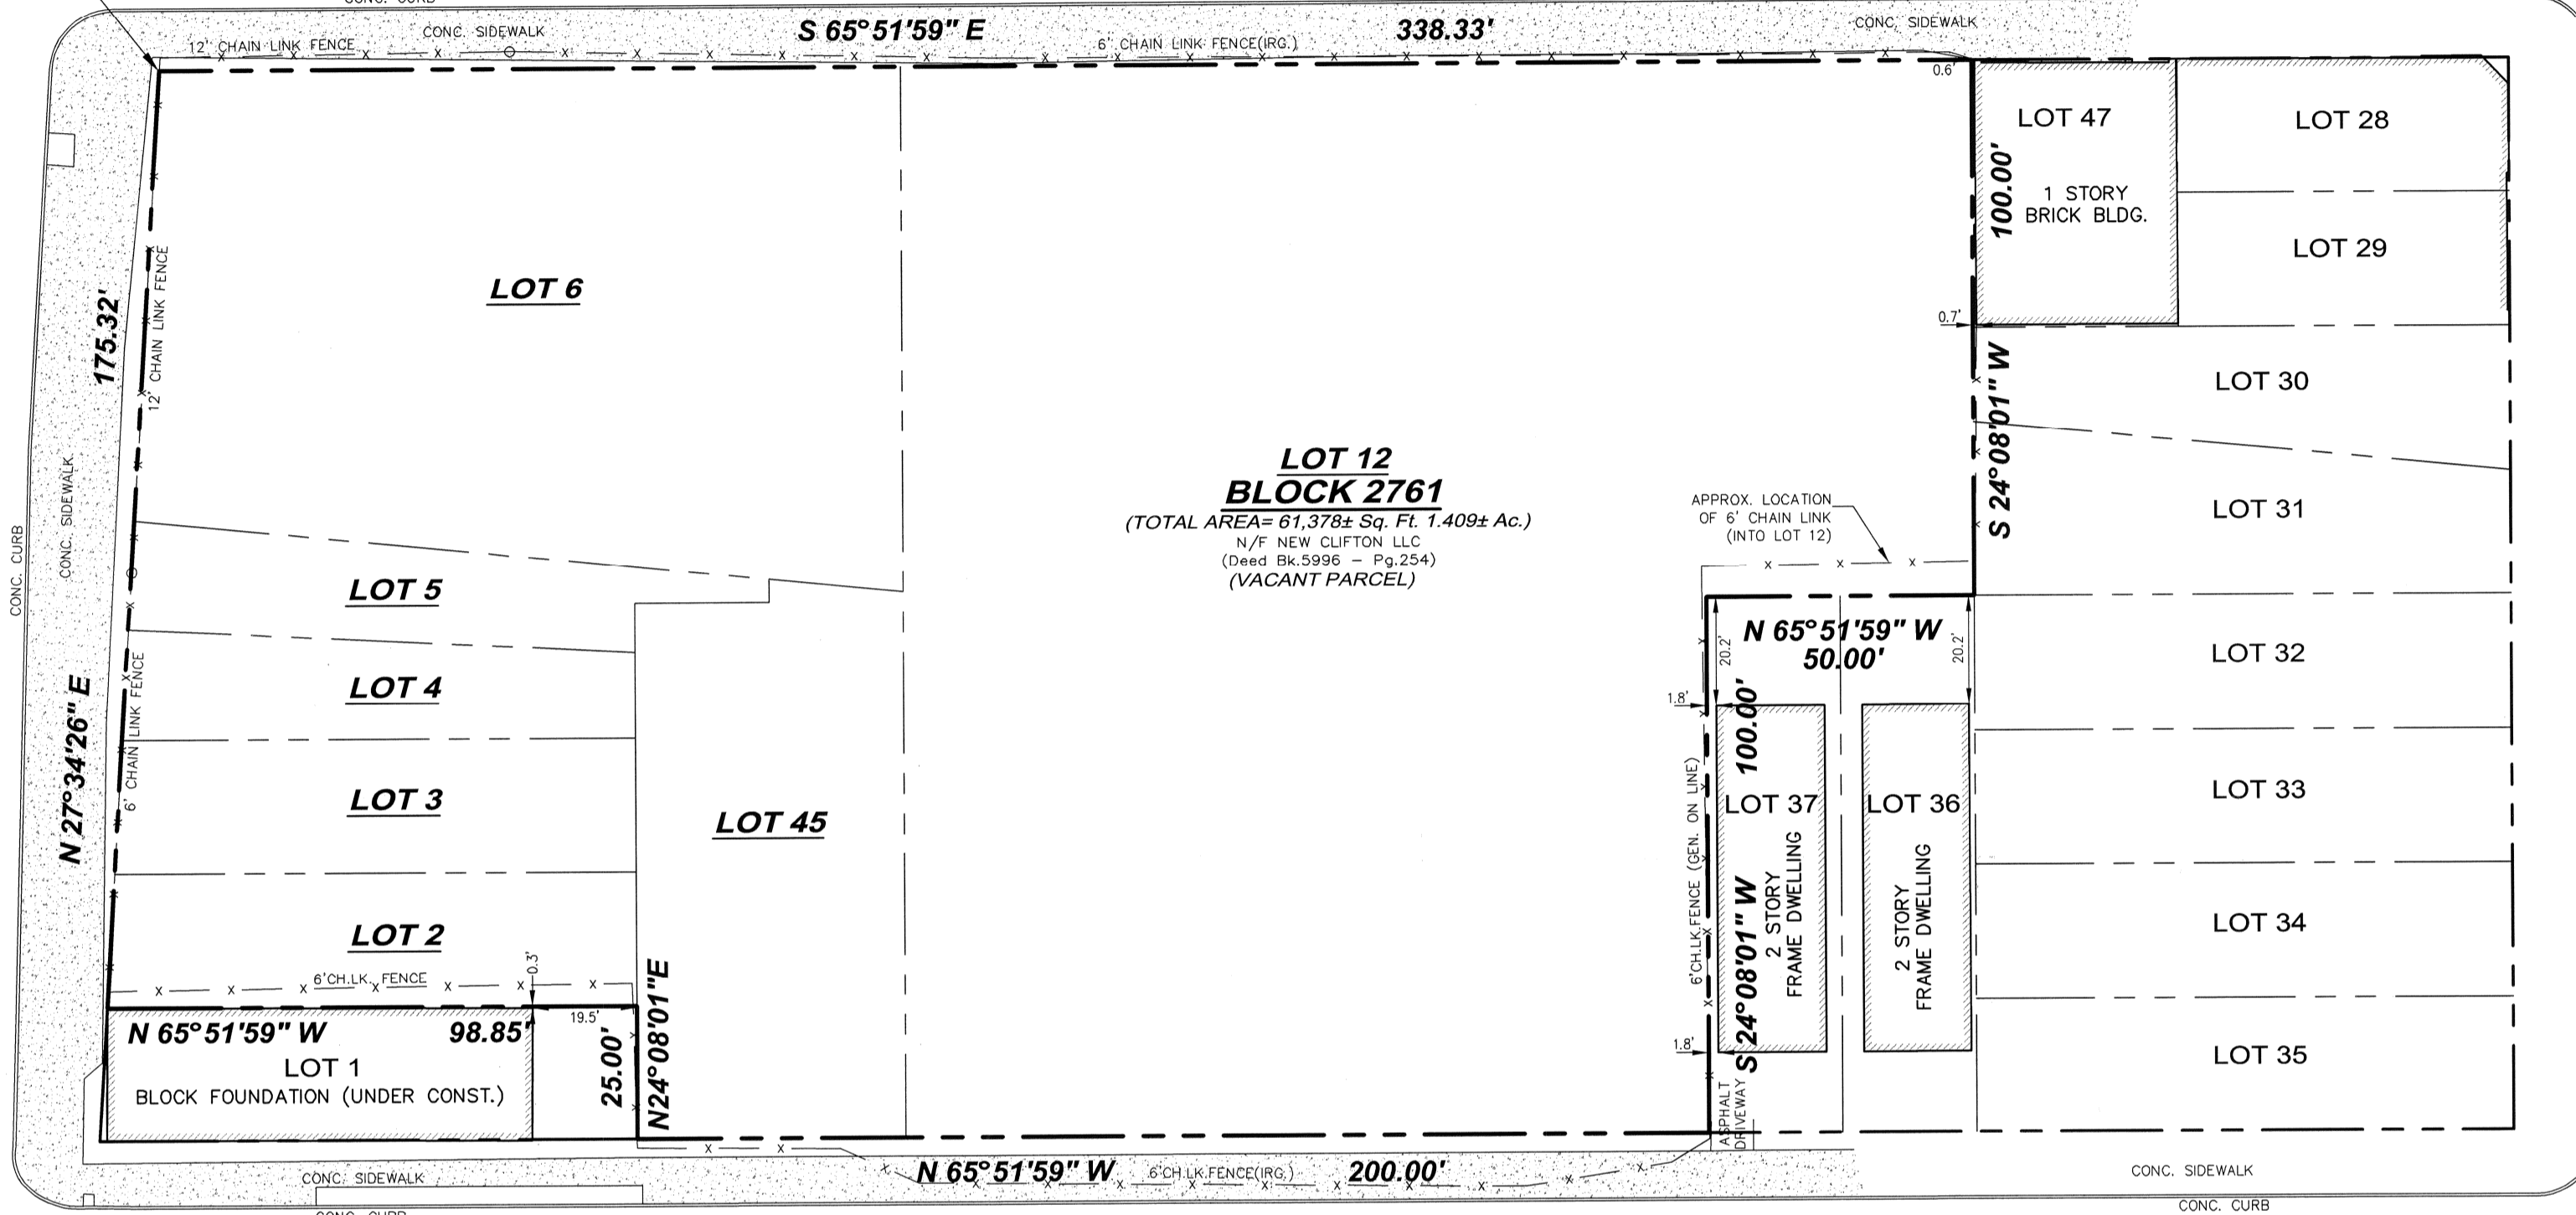 CONC. CURB
S 65°51'59" E
338.33'
CONC. SIDEWALK
CONC. SIDEWALK
12' CHAIN LINK FENCE
6' CHAIN LINK FENCE(IRG.)
0.6'
LOT 47
1 STORY
BRICK BLDG.
LOT 28
LOT 29
100.00'
0.7'
S 24°08'01" W
LOT 30
LOT 31
LOT 32
LOT 33
LOT 34
LOT 35
175.32'
N 27°34'26" E
12' CHAIN LINK FENCE
6' CHAIN LINK FENCE
CONC. SIDEWALK
CONC. CURB
LOT 6
LOT 5
LOT 4
LOT 3
LOT 2
LOT 45
LOT 12
BLOCK 2761
(TOTAL AREA= 61,378± Sq. Ft. 1.409± Ac.)
N/F NEW CLIFTON LLC
(Deed Bk.5996 – Pg.254)
(VACANT PARCEL)
APPROX. LOCATION
OF 6' CHAIN LINK
(INTO LOT 12)
N 65°51'59" W
50.00'
20.2'
20.2'
1.8'
100.00'
S 24°08'01" W
6'CH.LK.FENCE (GEN. ON LINE)
LOT 37
2 STORY
FRAME DWELLING
LOT 36
2 STORY
FRAME DWELLING
1.8'
ASPHALT
DRIVEWAY
6'CH.LK. FENCE
0.3'
19.5'
N 65°51'59" W
98.85'
LOT 1
BLOCK FOUNDATION (UNDER CONST.)
25.00'
N24°08'01"E
N 65°51'59" W
6'CH.LK.FENCE(IRG.)
200.00'
CONC. SIDEWALK
CONC. SIDEWALK
CONC. CURB
CONC. CURB